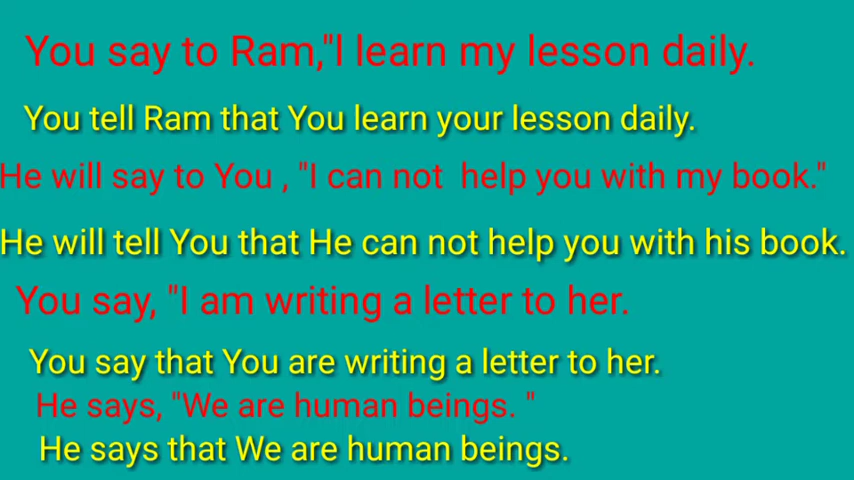 You say to Ram,"l learn my lesson daily.
You tell Ram that You learn your lesson daily.
He will say to You , "I can not help you with my book."
He will tell You that He can not help you with his book.
You say, "I am writing a letter to her.
You say that You are writing a letter to her.
He says, "We are human beings. "
He says that We are human beings.